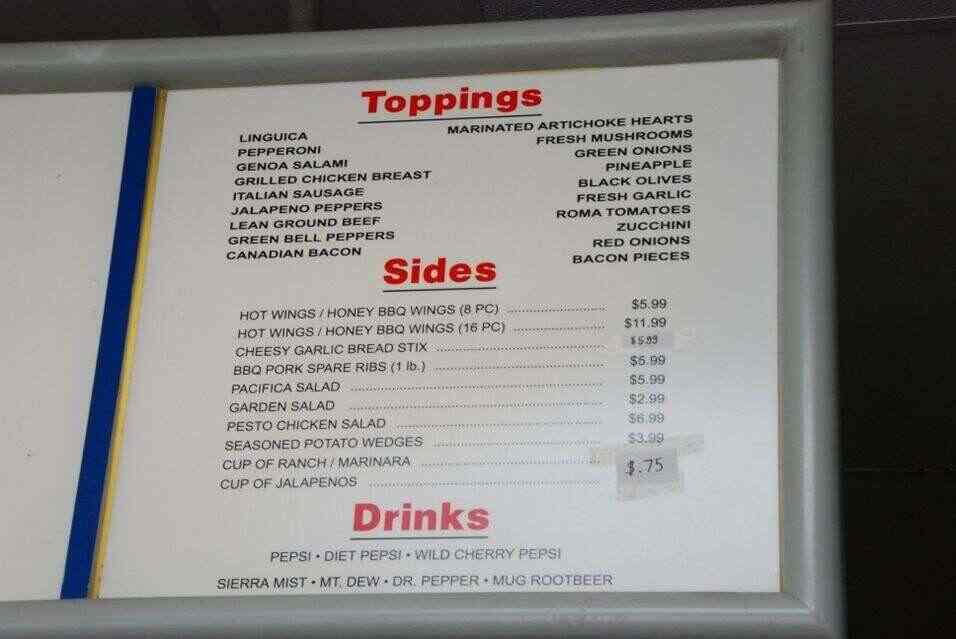 Toppings
LINGUICA
PEPPERONI
GENOA SALAMI
GRILLED CHICKEN BREAST
ITALIAN SAUSAGE
JALAPENO PEPPERS
LEAN GROUND BEEF
GREEN BELL PEPPERS
CANADIAN BACON
MARINATED ARTICHOKE HEARTS
FRESH MUSHROOMS
GREEN ONIONS
PINEAPPLE
BLACK OLIVES
FRESH GARLIC
ROMA TOMATOES
ZUCCHINI
RED ONIONS
BACON PIECES
Sides
HOT WINGS / HONEY BBQ WINGS (8 PC) $5.99
HOT WINGS / HONEY BBQ WINGS (16 PC) $11.99
CHEESY GARLIC BREAD STIX $5.99
BBQ PORK SPARE RIBS (1 lb.) $5.99
PACIFICA SALAD $5.99
GARDEN SALAD $2.99
PESTO CHICKEN SALAD $6.99
SEASONED POTATO WEDGES $3.99
CUP OF RANCH / MARINARA $.75
CUP OF JALAPENOS
Drinks
PEPSI • DIET PEPSI • WILD CHERRY PEPSI
SIERRA MIST • MT. DEW • DR. PEPPER • MUG ROOTBEER